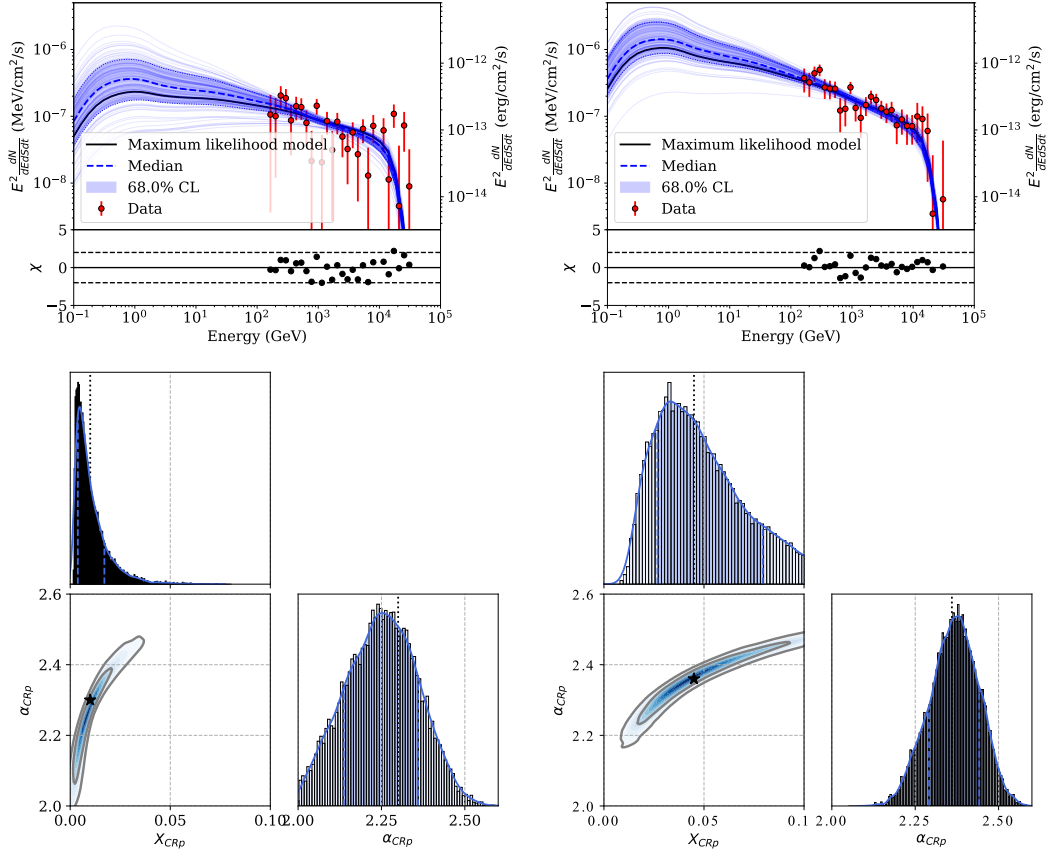 10⁻⁶
10⁻⁷
10⁻⁸
E² dN/dEdSdt (MeV/cm²/s)
10⁻¹²
10⁻¹³
10⁻¹⁴
E² dN/dEdSdt (erg/cm²/s)
Maximum likelihood model
Median
68.0% CL
Data
5
0
−5
χ
10⁻¹ 10⁰ 10¹ 10² 10³ 10⁴ 10⁵
Energy (GeV)
10⁻⁶
10⁻⁷
10⁻⁸
E² dN/dEdSdt (MeV/cm²/s)
10⁻¹²
10⁻¹³
10⁻¹⁴
E² dN/dEdSdt (erg/cm²/s)
Maximum likelihood model
Median
68.0% CL
Data
5
0
−5
χ
10⁻¹ 10⁰ 10¹ 10² 10³ 10⁴ 10⁵
Energy (GeV)
2.6
2.4
2.2
2.0
α_CRp
0.00 0.05 0.10
X_CRp
2.00 2.25 2.50
α_CRp
2.6
2.4
2.2
2.0
α_CRp
0.00 0.05 0.1
X_CRp
2.00 2.25 2.50
α_CRp